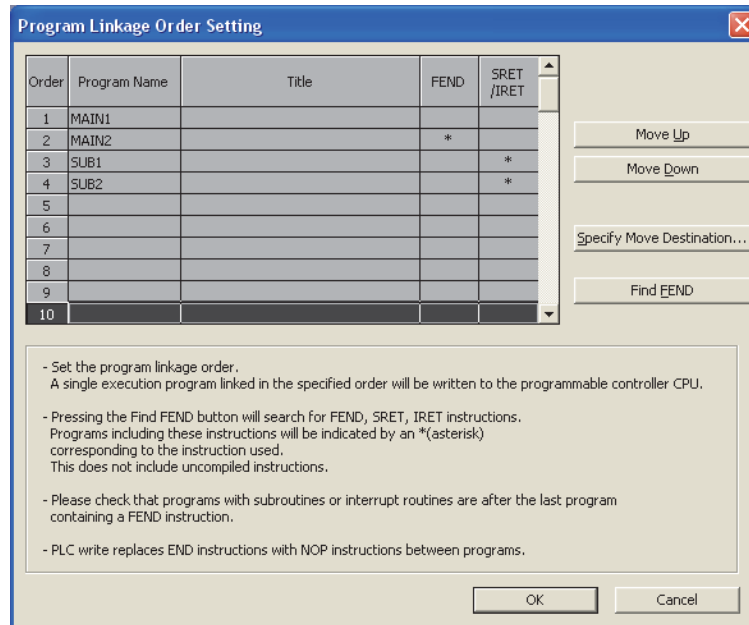 Program Linkage Order Setting
Order Program Name Title FEND SRET /IRET
1 MAIN1
2 MAIN2 *
3 SUB1 *
4 SUB2 *
5
6
7
8
9
10
Move Up
Move Down
Specify Move Destination...
Find FEND
- Set the program linkage order.
A single execution program linked in the specified order will be written to the programmable controller CPU.
- Pressing the Find FEND button will search for FEND, SRET, IRET instructions.
Programs including these instructions will be indicated by an *(asterisk)
corresponding to the instruction used.
This does not include uncompiled instructions.
- Please check that programs with subroutines or interrupt routines are after the last program
containing a FEND instruction.
- PLC write replaces END instructions with NOP instructions between programs.
OK Cancel